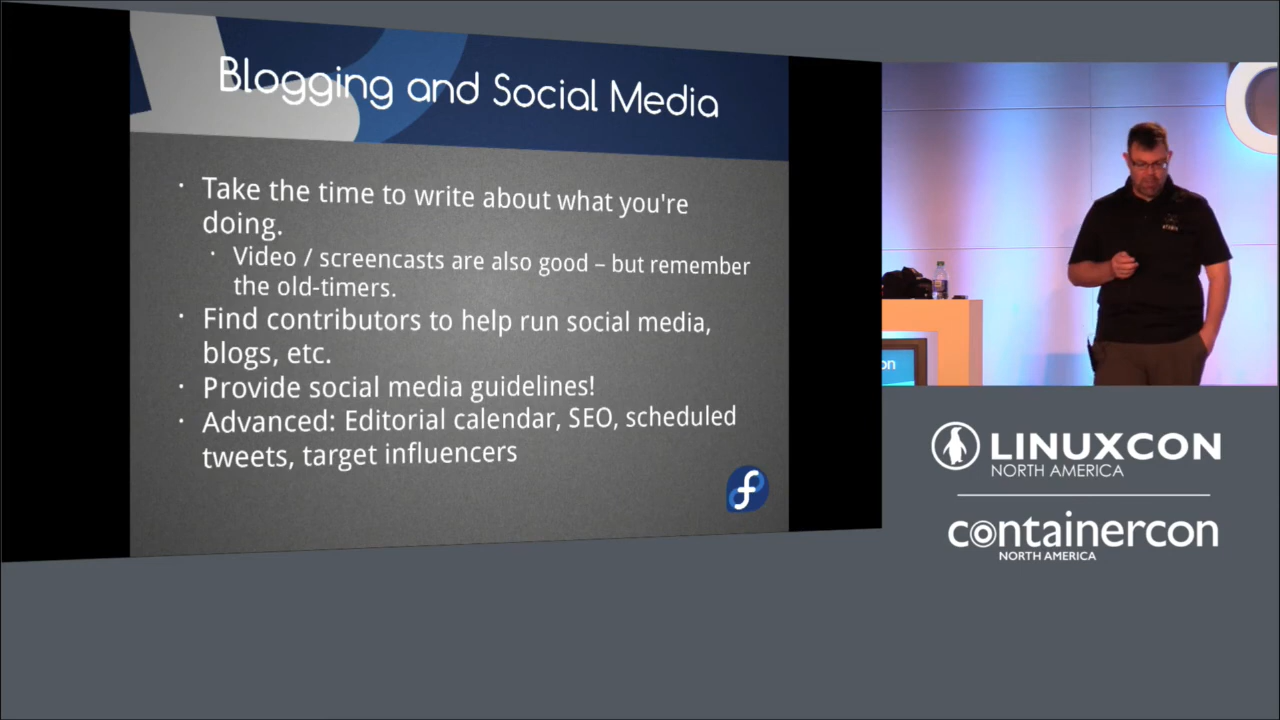 Blogging and Social Media
Take the time to write about what you're
doing.
Video / screencasts are also good – but remember
the old-timers.
Find contributors to help run social media,
blogs, etc.
Provide social media guidelines!
Advanced: Editorial calendar, SEO, scheduled
tweets, target influencers
on
LINUXCON
NORTH AMERICA
containercon
NORTH AMERICA